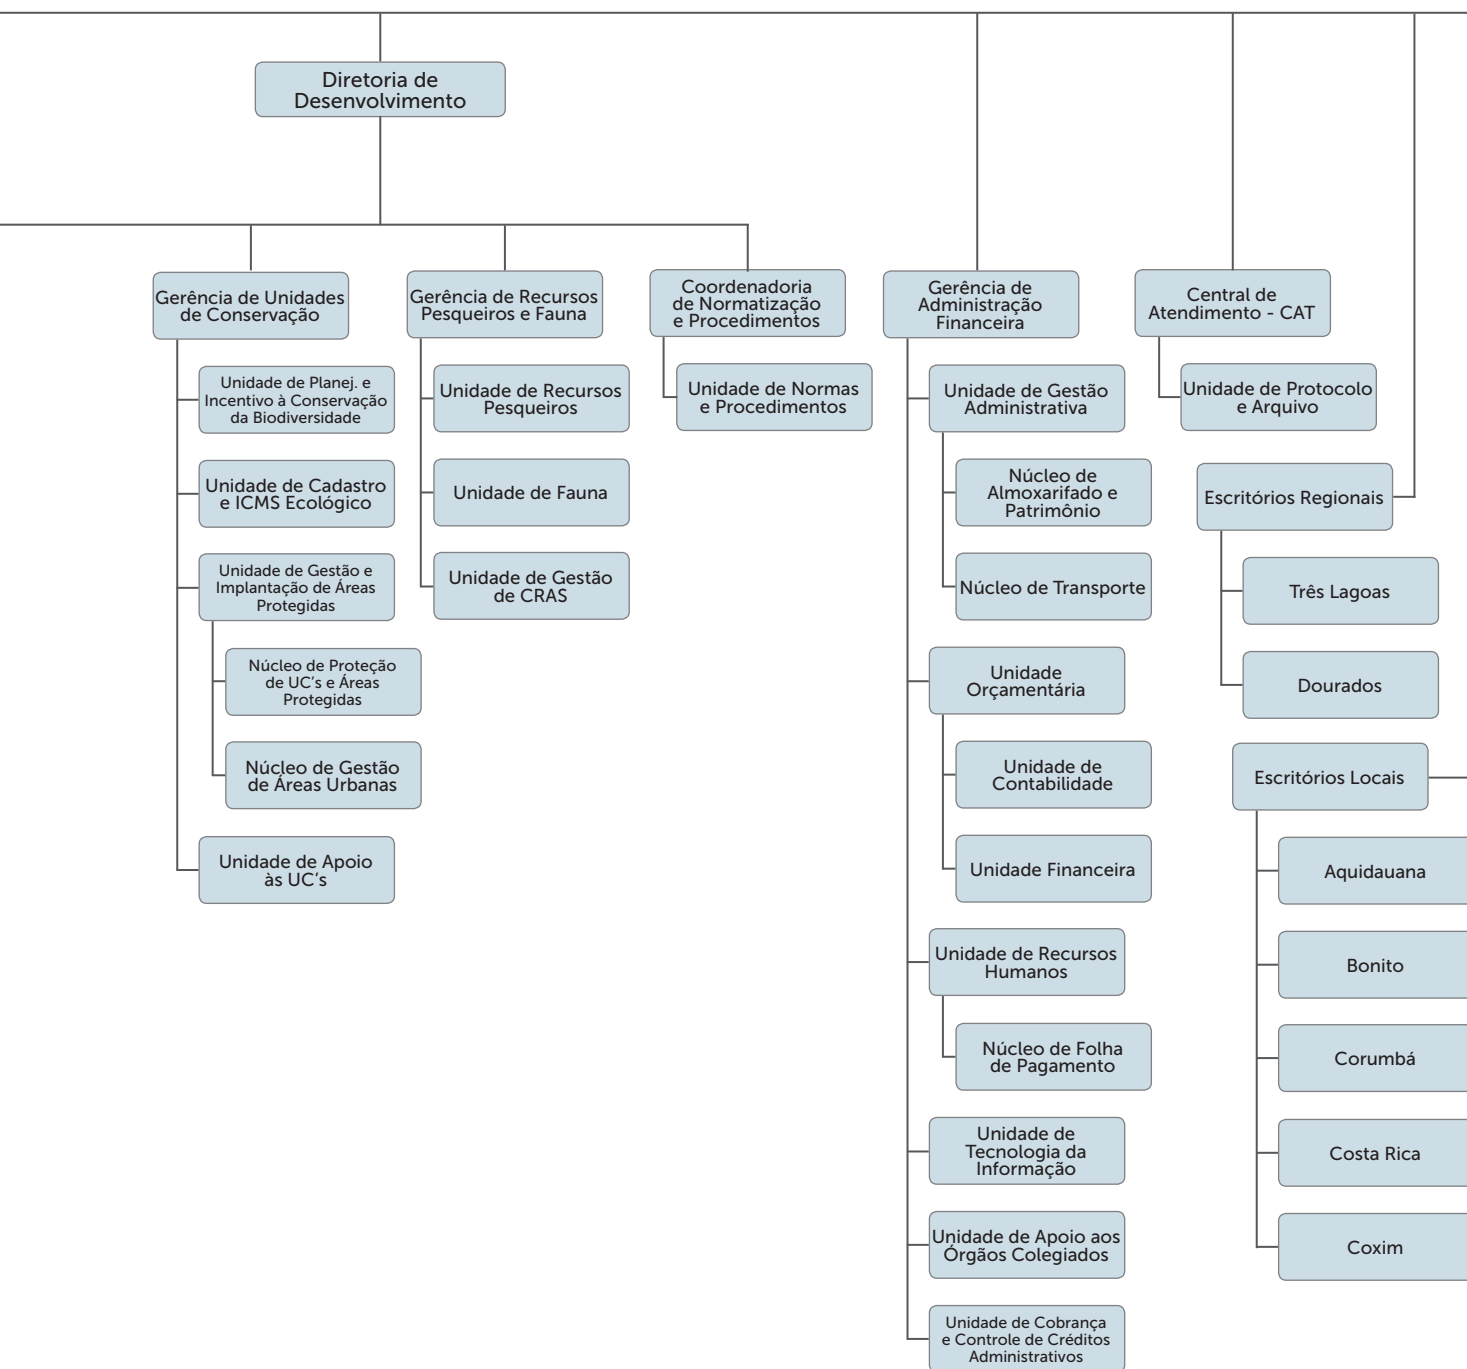 Diretoria de
Desenvolvimento
Gerência de Unidades
de Conservação
Unidade de Planej. e
Incentivo à Conservação
da Biodiversidade
Unidade de Cadastro
e ICMS Ecológico
Unidade de Gestão e
Implantação de Áreas
Protegidas
Núcleo de Proteção
de UC's e Áreas
Protegidas
Núcleo de Gestão
de Áreas Urbanas
Unidade de Apoio
às UC's
Gerência de Recursos
Pesqueiros e Fauna
Unidade de Recursos
Pesqueiros
Unidade de Fauna
Unidade de Gestão
de CRAS
Coordenadoria
de Normatização
e Procedimentos
Unidade de Normas
e Procedimentos
Gerência de
Administração
Financeira
Unidade de Gestão
Administrativa
Núcleo de
Almoxarifado e
Patrimônio
Núcleo de Transporte
Unidade
Orçamentária
Unidade de
Contabilidade
Unidade Financeira
Unidade de Recursos
Humanos
Núcleo de Folha
de Pagamento
Unidade de
Tecnologia da
Informação
Unidade de Apoio aos
Órgãos Colegiados
Unidade de Cobrança
e Controle de Créditos
Administrativos
Central de
Atendimento - CAT
Unidade de Protocolo
e Arquivo
Escritórios Regionais
Três Lagoas
Dourados
Escritórios Locais
Aquidauana
Bonito
Corumbá
Costa Rica
Coxim